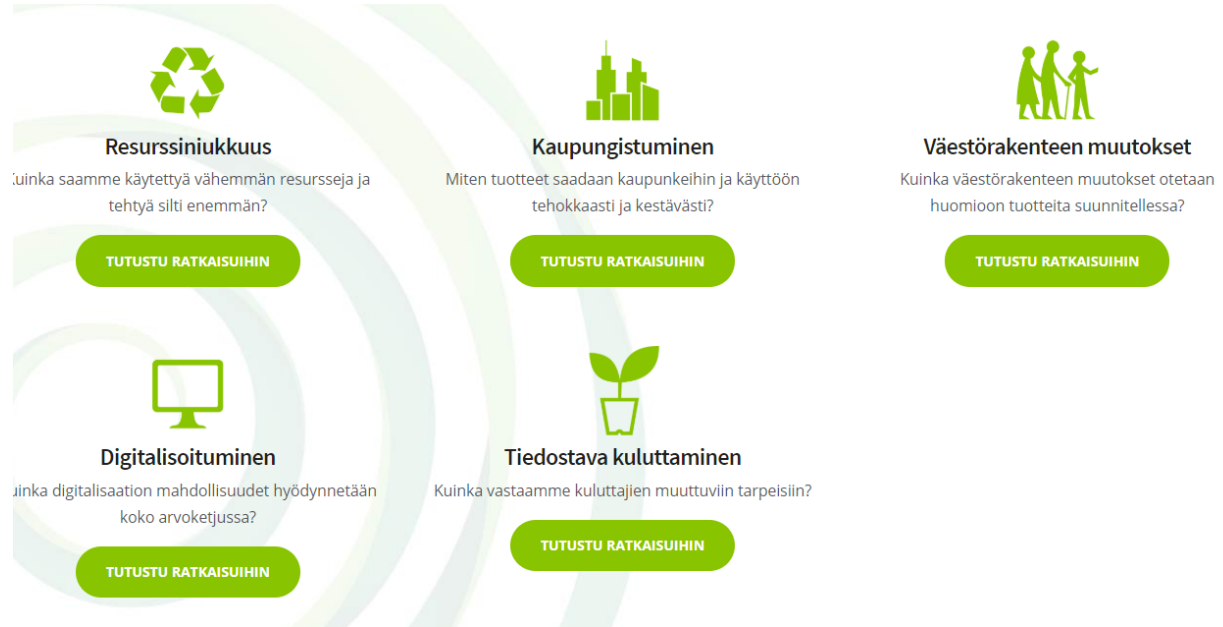 Resurssiniukkuus
Kuinka saamme käytettyä vähemmän resursseja ja
tehtyä silti enemmän?
TUTUSTU RATKAISUIHIN
Kaupungistuminen
Miten tuotteet saadaan kaupunkeihin ja käyttöön
tehokkaasti ja kestävästi?
TUTUSTU RATKAISUIHIN
Väestörakenteen muutokset
Kuinka väestörakenteen muutokset otetaan
huomioon tuotteita suunnitellessa?
TUTUSTU RATKAISUIHIN
Digitalisoituminen
uinka digitalisaation mahdollisuudet hyödynnetään
koko arvoketjussa?
TUTUSTU RATKAISUIHIN
Tiedostava kuluttaminen
Kuinka vastaamme kuluttajien muuttuviin tarpeisiin?
TUTUSTU RATKAISUIHIN